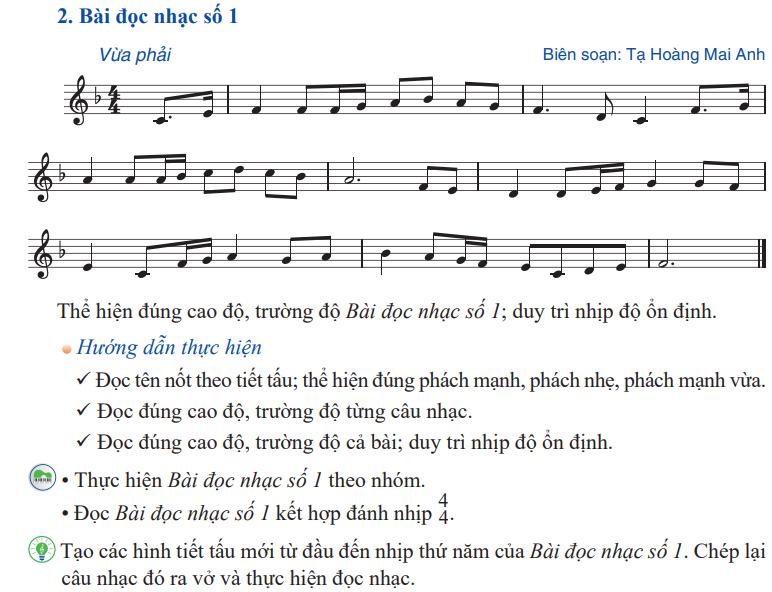 2. Bài đọc nhạc số 1
Vừa phải
Biên soạn: Tạ Hoàng Mai Anh
4
4
Thể hiện đúng cao độ, trường độ Bài đọc nhạc số 1; duy trì nhịp độ ổn định.
Hướng dẫn thực hiện
✓ Đọc tên nốt theo tiết tấu; thể hiện đúng phách mạnh, phách nhẹ, phách mạnh vừa.
✓ Đọc đúng cao độ, trường độ từng câu nhạc.
✓ Đọc đúng cao độ, trường độ cả bài; duy trì nhịp độ ổn định.
• Thực hiện Bài đọc nhạc số 1 theo nhóm.
• Đọc Bài đọc nhạc số 1 kết hợp đánh nhịp 4/4.
Tạo các hình tiết tấu mới từ đầu đến nhịp thứ năm của Bài đọc nhạc số 1. Chép lại
câu nhạc đó ra vở và thực hiện đọc nhạc.